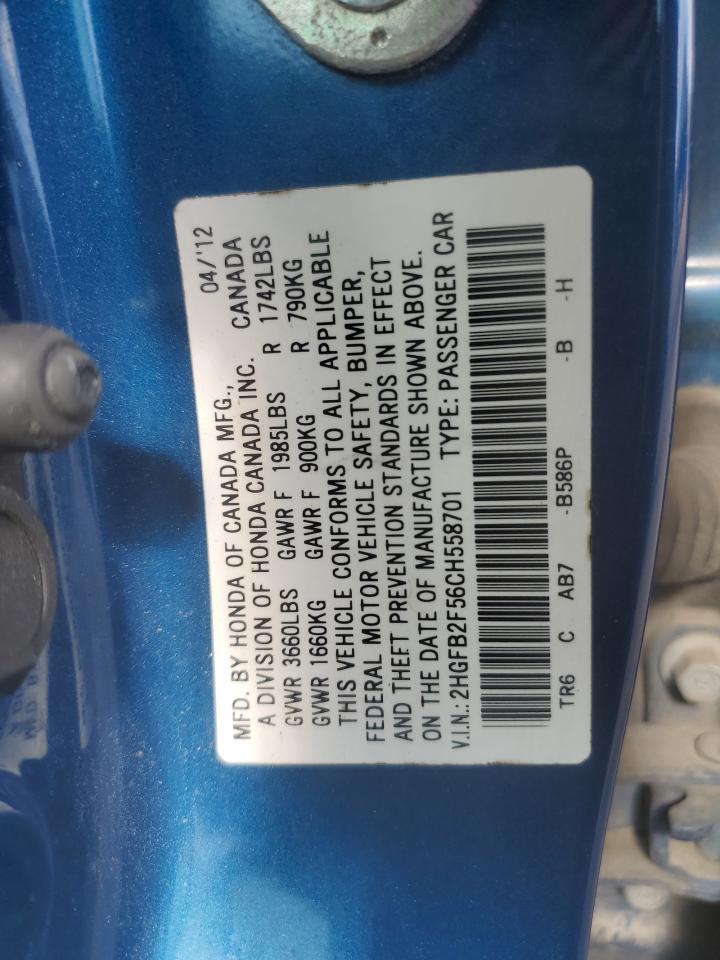 MFD. BY HONDA OF CANADA MFG., 04/'12
A DIVISION OF HONDA CANADA INC. CANADA
GVWR 3660LBS GAWR F 1985LBS R 1742LBS
GVWR 1660KG GAWR F 900KG R 790KG
THIS VEHICLE CONFORMS TO ALL APPLICABLE
FEDERAL MOTOR VEHICLE SAFETY, BUMPER,
AND THEFT PREVENTION STANDARDS IN EFFECT
ON THE DATE OF MANUFACTURE SHOWN ABOVE.
V.I.N.: 2HGFB2F56CH558701 TYPE: PASSENGER CAR
TR6 C AB7 -B586P -B -H